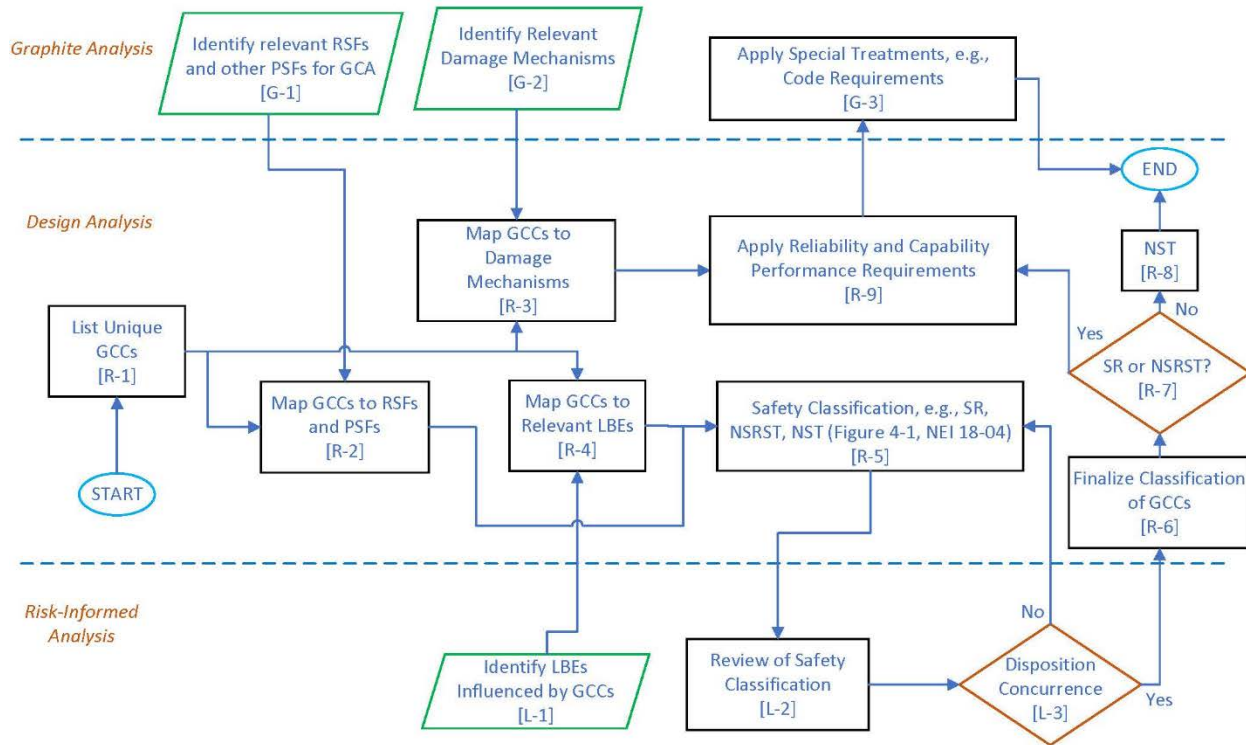 Graphite Analysis
Identify relevant RSFs
and other PSFs for GCA
[G-1]
Identify Relevant
Damage Mechanisms
[G-2]
Apply Special Treatments, e.g.,
Code Requirements
[G-3]
Design Analysis
END
Map GCCs to
Damage
Mechanisms
[R-3]
Apply Reliability and Capability
Performance Requirements
[R-9]
NST
[R-8]
No
Yes
List Unique
GCCs
[R-1]
SR or NSRST?
[R-7]
Map GCCs to RSFs
and PSFs
[R-2]
Map GCCs to
Relevant LBEs
[R-4]
Safety Classification, e.g., SR,
NSRST, NST (Figure 4-1, NEI 18-04)
[R-5]
START
Finalize Classification
of GCCs
[R-6]
Risk-Informed
Analysis
No
Identify LBEs
Influenced by GCCs
[L-1]
Review of Safety
Classification
[L-2]
Disposition
Concurrence
[L-3]
Yes